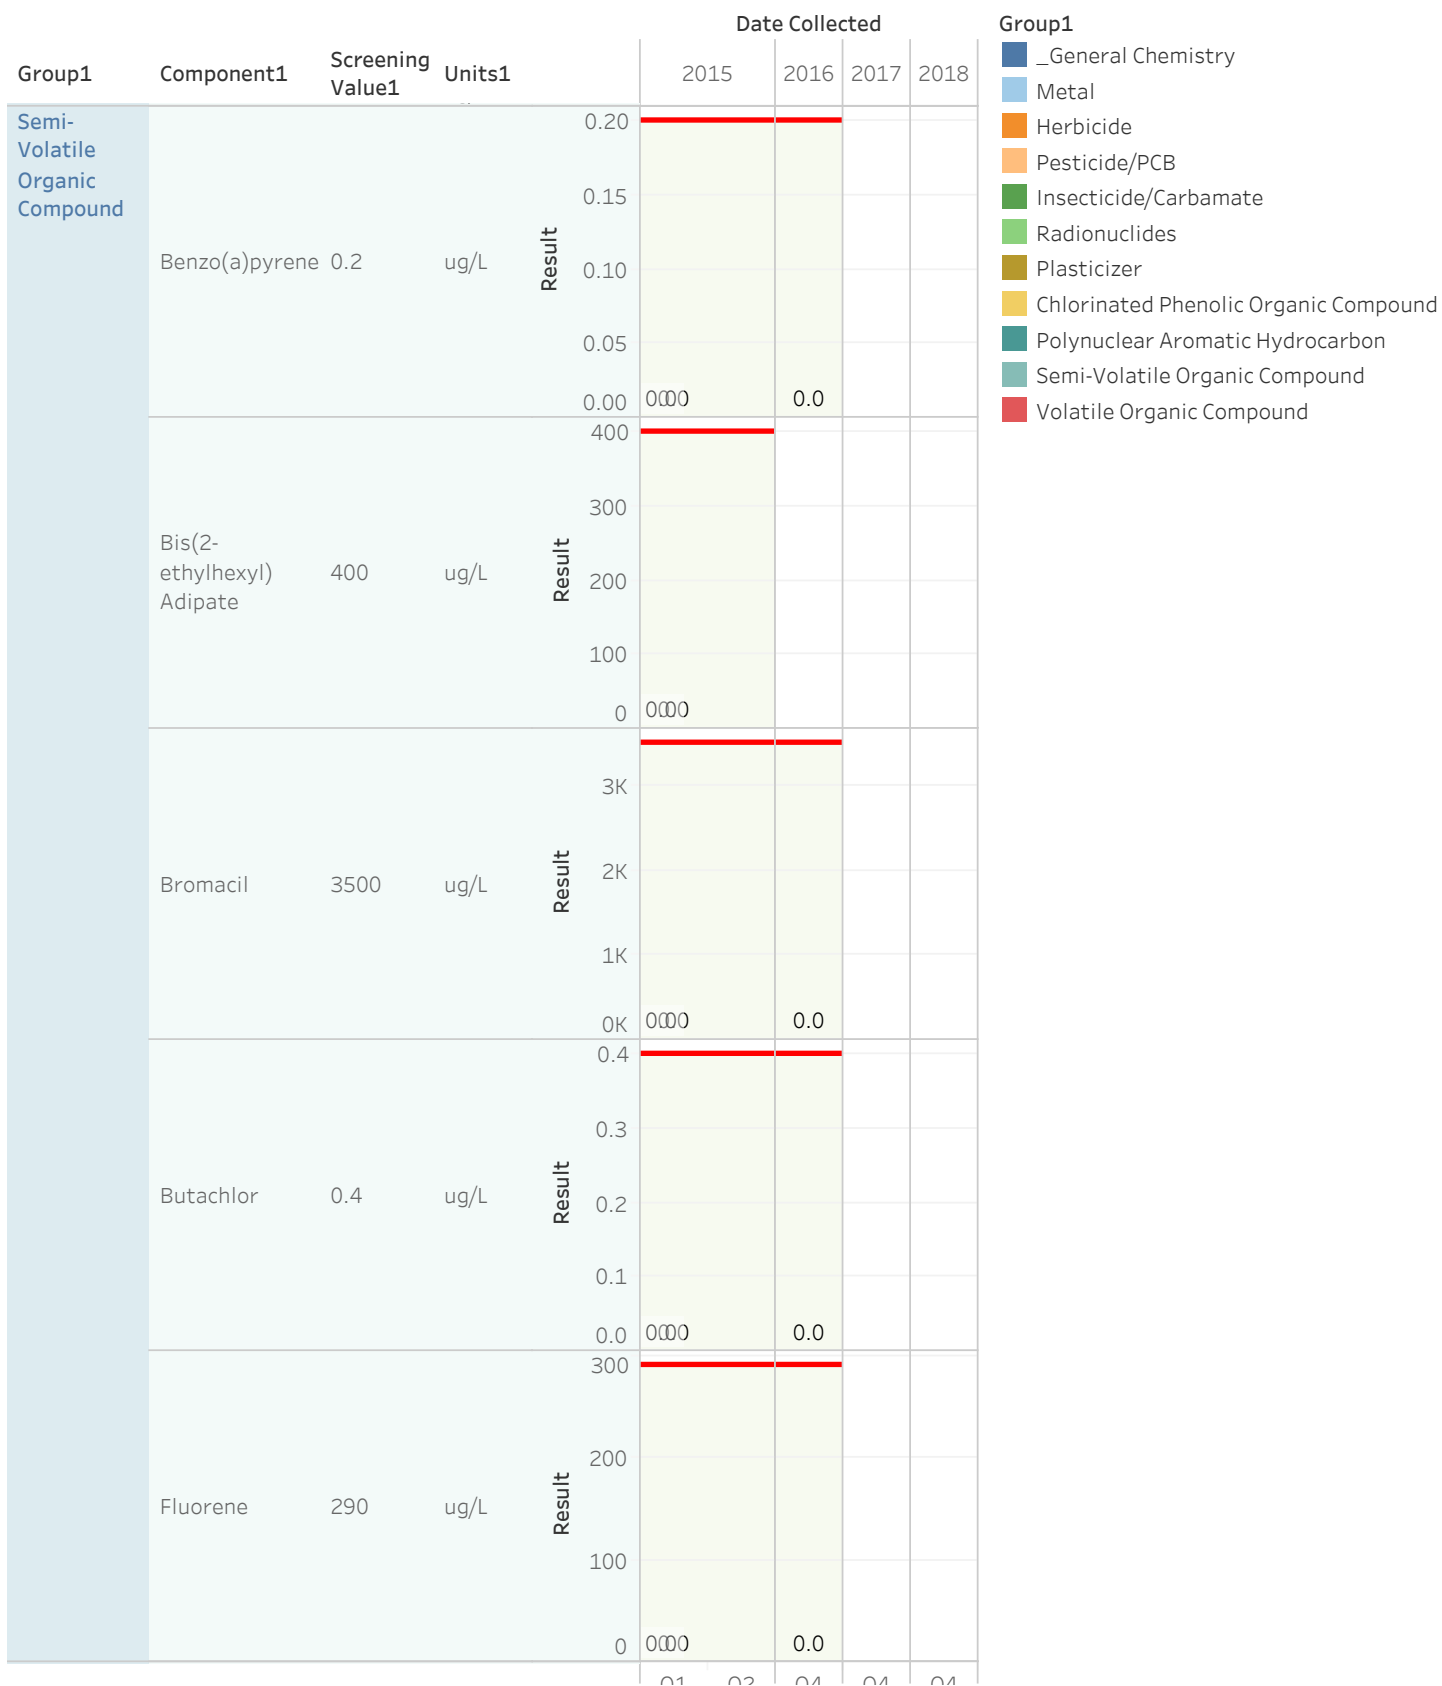 Date Collected
Group1
Component1
Screening
Value1
Units1
2015
2016
2017
2018
Semi-
Volatile
Organic
Compound
Benzo(a)pyrene
0.2
ug/L
Result
0.20
0.15
0.10
0.05
0.00
0.0
Bis(2-
ethylhexyl)
Adipate
400
ug/L
Result
400
300
200
100
0
Bromacil
3500
ug/L
Result
3K
2K
1K
0K
0.0
Butachlor
0.4
ug/L
Result
0.4
0.3
0.2
0.1
0.0
0.0
Fluorene
290
ug/L
Result
300
200
100
0
0.0
Group1
_General Chemistry
Metal
Herbicide
Pesticide/PCB
Insecticide/Carbamate
Radionuclides
Plasticizer
Chlorinated Phenolic Organic Compound
Polynuclear Aromatic Hydrocarbon
Semi-Volatile Organic Compound
Volatile Organic Compound